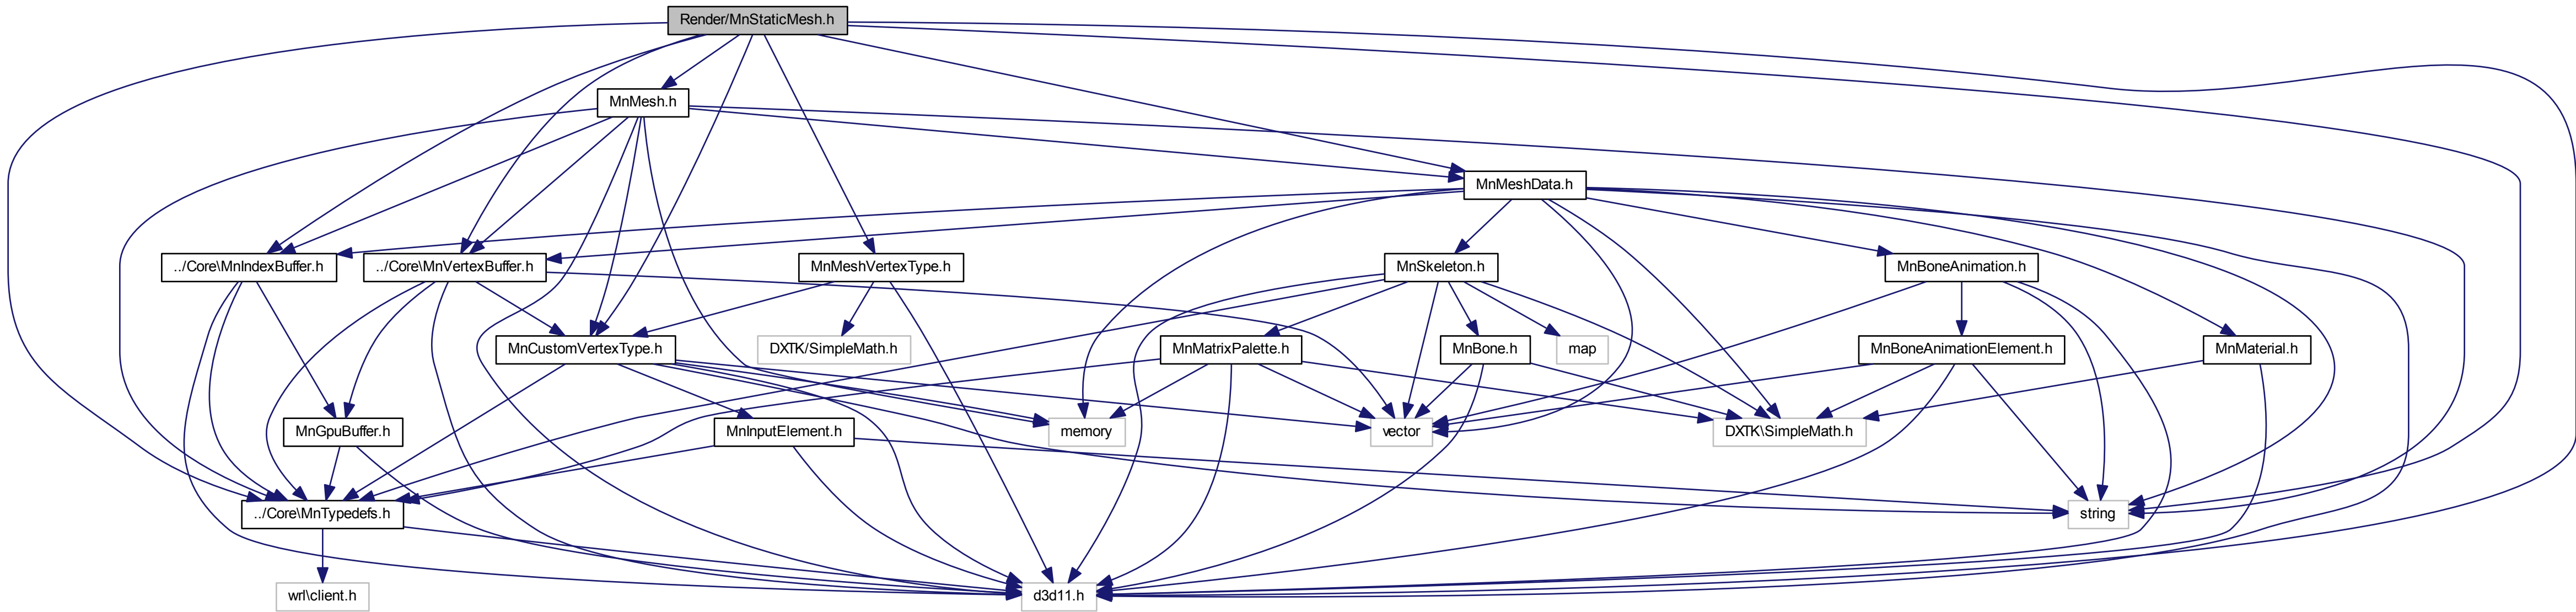 Render/MnStaticMesh.h
MnMesh.h
MnMeshData.h
../Core\MnIndexBuffer.h
../Core\MnVertexBuffer.h
MnMeshVertexType.h
MnSkeleton.h
MnBoneAnimation.h
MnCustomVertexType.h
DXTK/SimpleMath.h
MnMatrixPalette.h
MnBone.h
map
MnBoneAnimationElement.h
MnMaterial.h
MnGpuBuffer.h
MnInputElement.h
memory
vector
DXTK\SimpleMath.h
../Core\MnTypedefs.h
string
wrl\client.h
d3d11.h